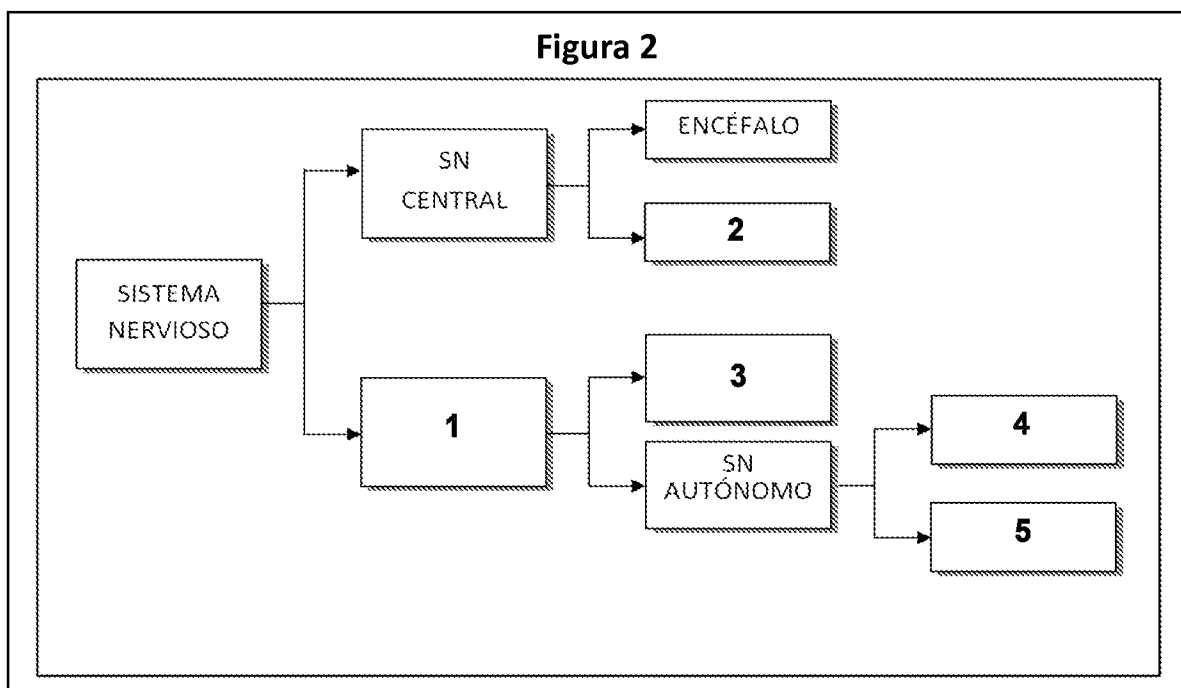 Figura 2
ENCÉFALO
SN
CENTRAL
2
SISTEMA
NERVIOSO
3
1
4
SN
AUTÓNOMO
5